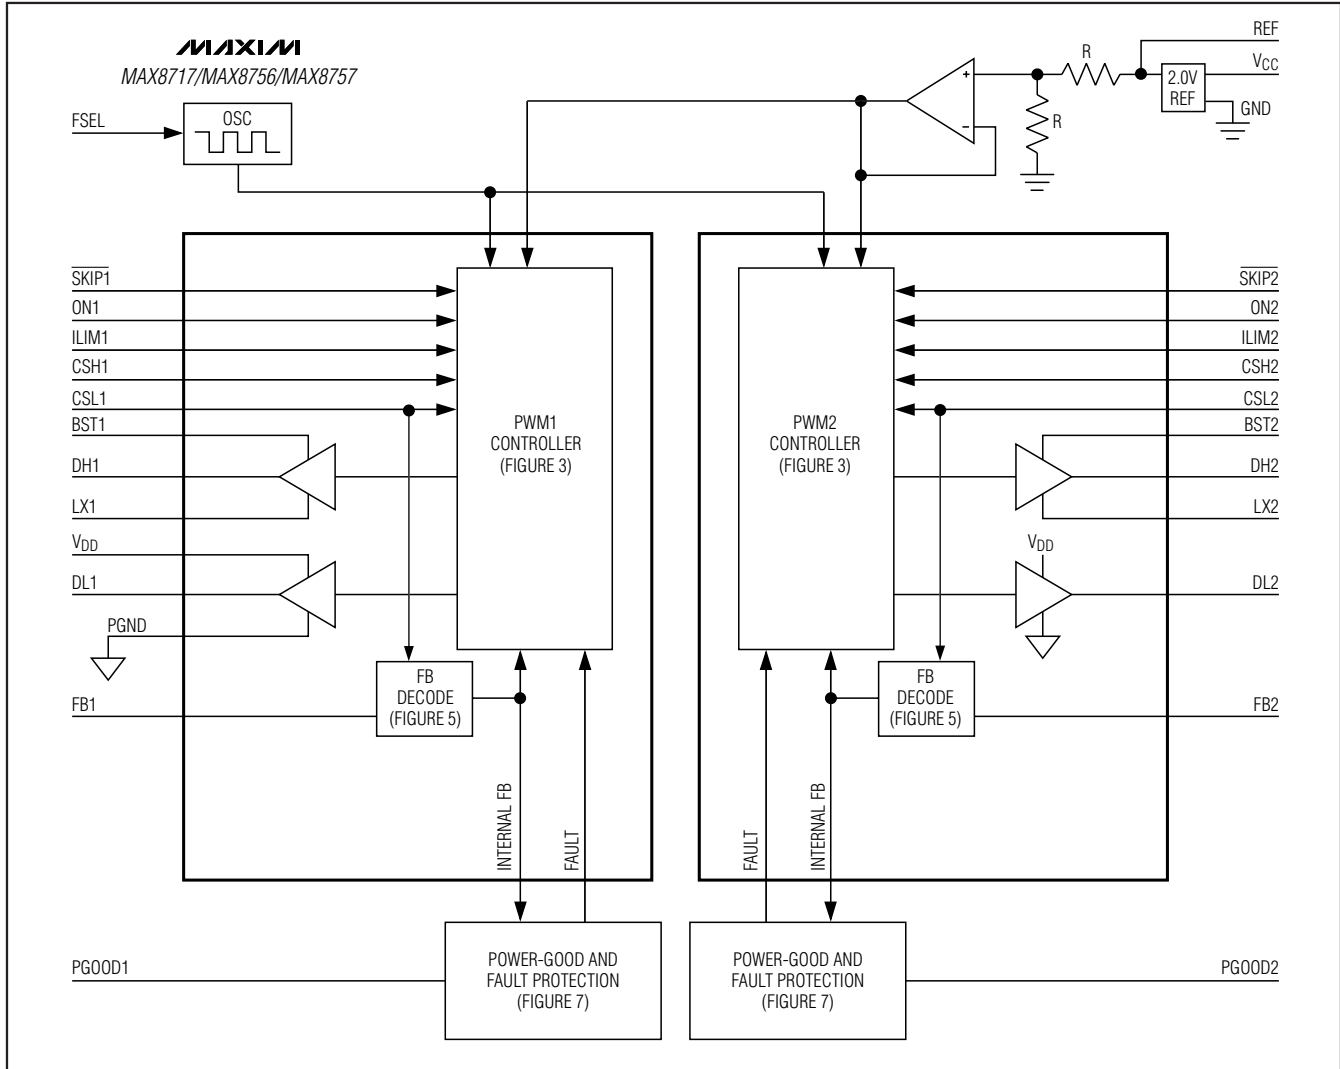 MAXIM
MAX8717/MAX8756/MAX8757
REF
VCC
R
2.0V
REF
GND
R
FSEL
OSC
SKIP1
ON1
ILIM1
CSH1
CSL1
BST1
DH1
LX1
VDD
DL1
PGND
FB1
PWM1
CONTROLLER
(FIGURE 3)
FB
DECODE
(FIGURE 5)
INTERNAL FB
FAULT
POWER-GOOD AND
FAULT PROTECTION
(FIGURE 7)
PGOOD1
SKIP2
ON2
ILIM2
CSH2
CSL2
BST2
DH2
LX2
VDD
DL2
FB2
PWM2
CONTROLLER
(FIGURE 3)
FB
DECODE
(FIGURE 5)
FAULT
INTERNAL FB
POWER-GOOD AND
FAULT PROTECTION
(FIGURE 7)
PGOOD2